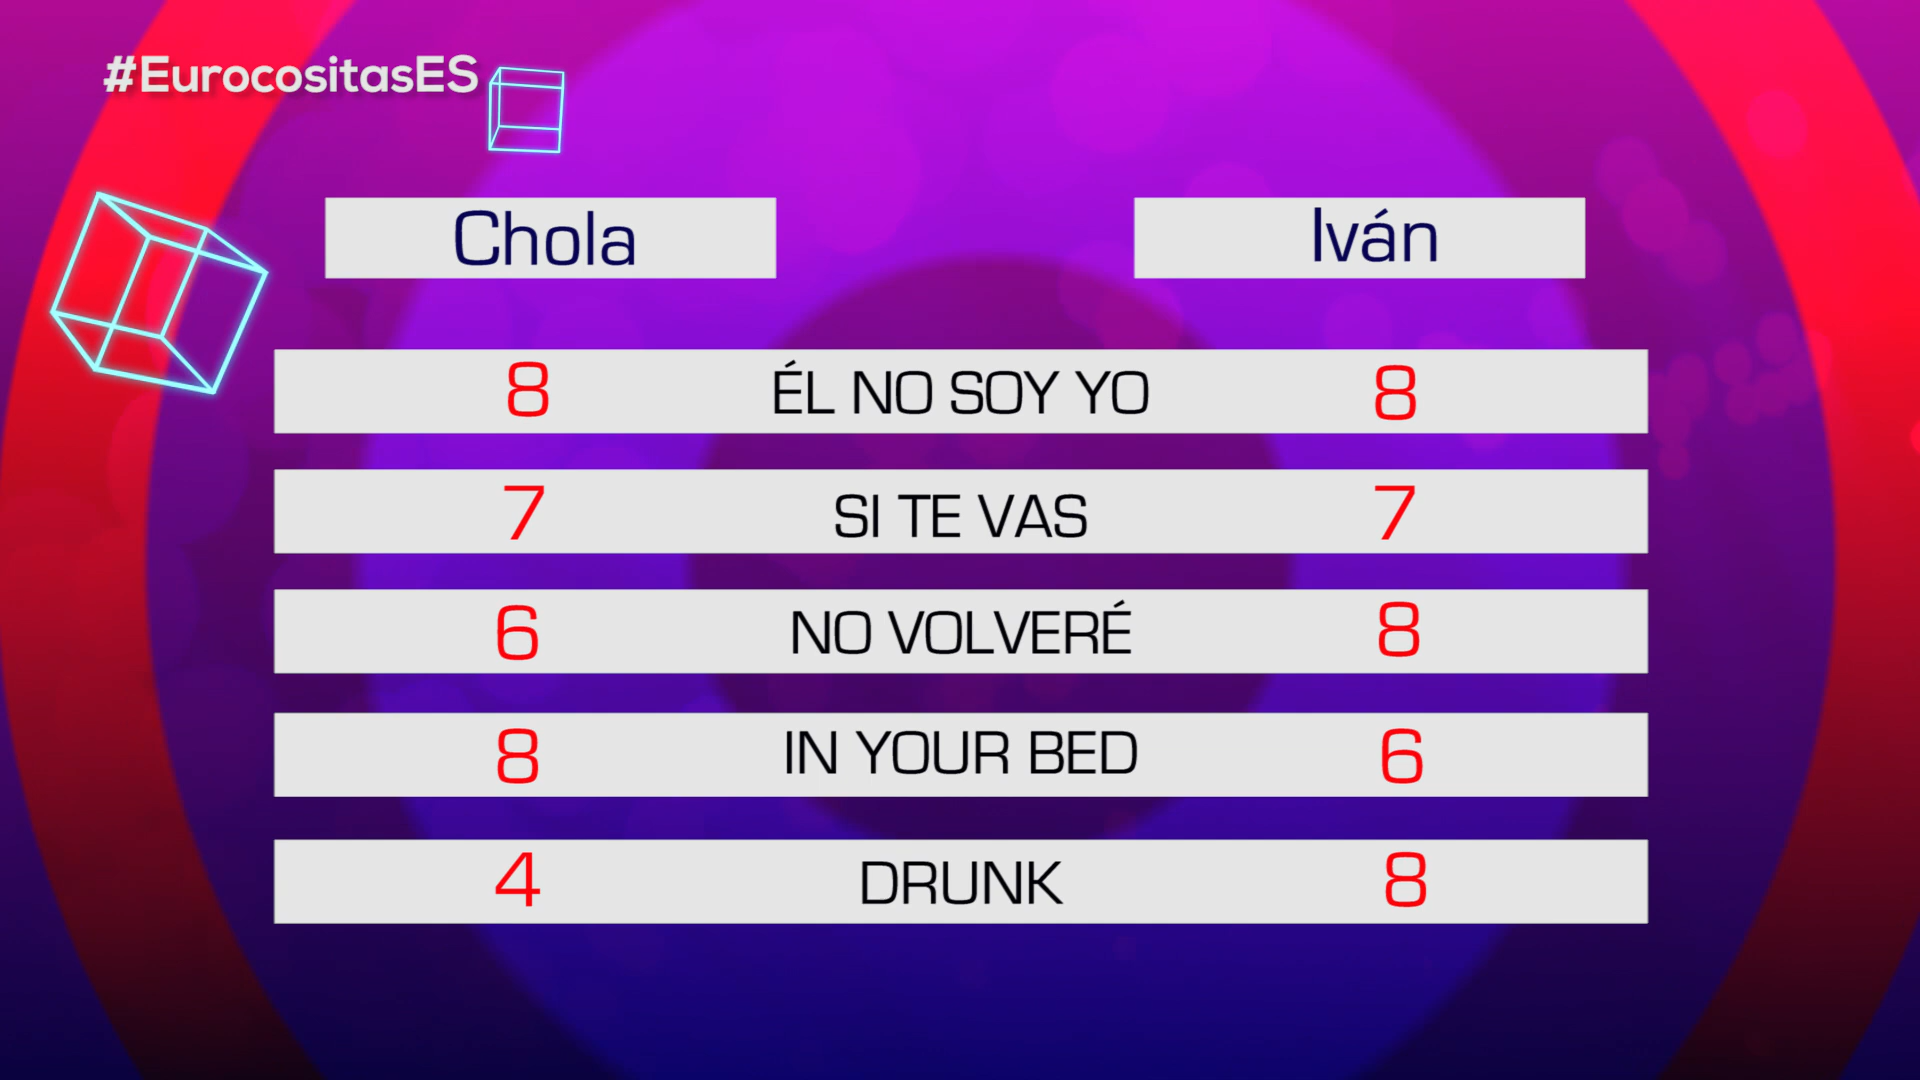 #EurocositasES
Chola Iván
8 ÉL NO SOY YO 8
7 SI TE VAS 7
6 NO VOLVERÉ 8
8 IN YOUR BED 6
4 DRUNK 8